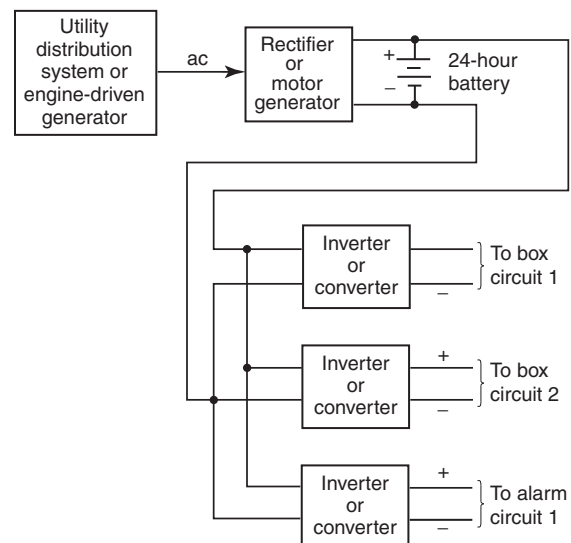 Utility
distribution
system or
engine-driven
generator
ac
Rectifier
or
motor
generator
+
–
24-hour
battery
Inverter
or
converter
–
To box
circuit 1
Inverter
or
converter
+
–
To box
circuit 2
Inverter
or
converter
+
–
To alarm
circuit 1